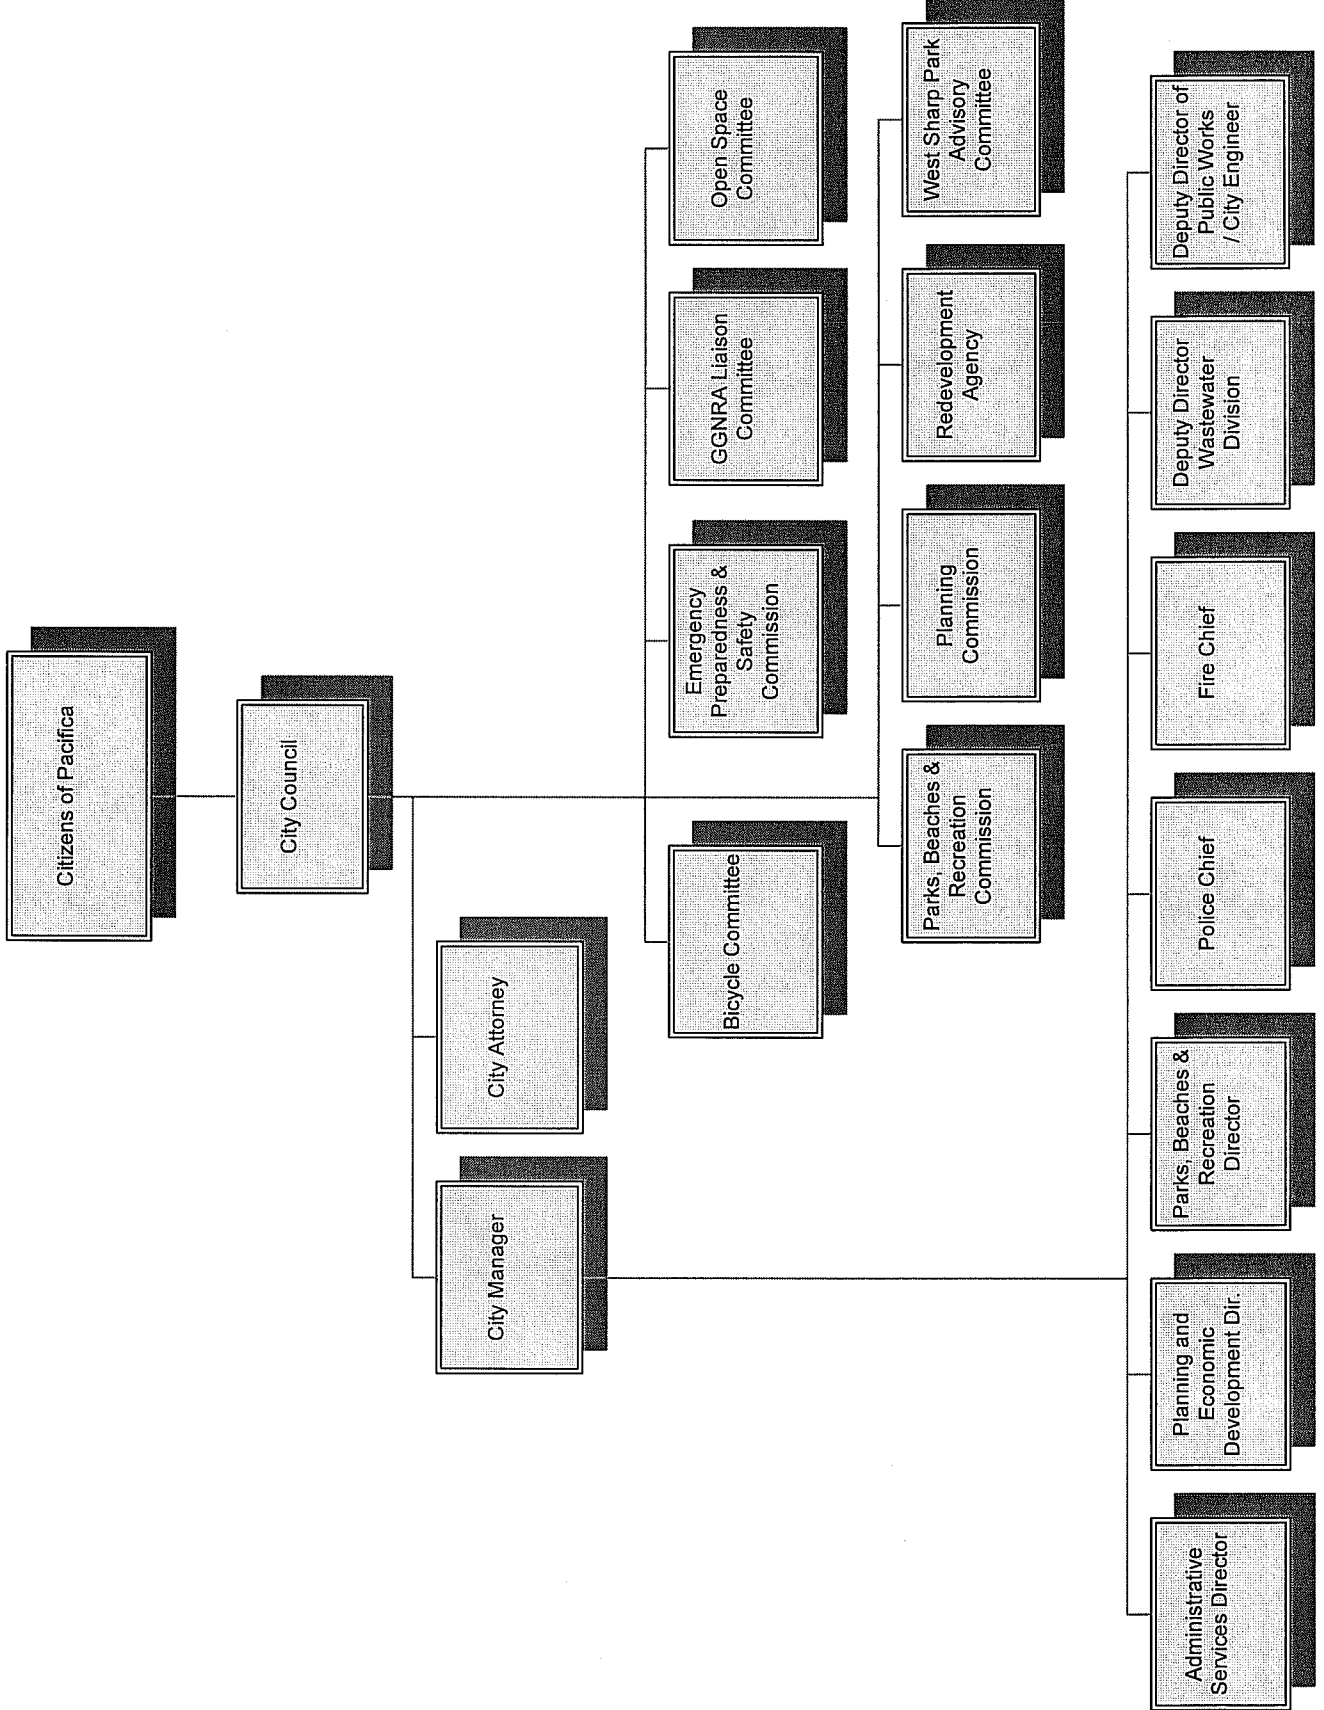 Citizens of Pacifica
City Council
City Manager
City Attorney
Bicycle Committee
Emergency
Preparedness &
Safety
Commission
GGNRA Liaison
Committee
Open Space
Committee
Parks, Beaches &
Recreation
Commission
Planning
Commission
Redevelopment
Agency
West Sharp Park
Advisory
Committee
Administrative
Services Director
Planning and
Economic
Development Dir.
Parks, Beaches &
Recreation
Director
Police Chief
Fire Chief
Deputy Director
Wastewater
Division
Deputy Director of
Public Works
/ City Engineer